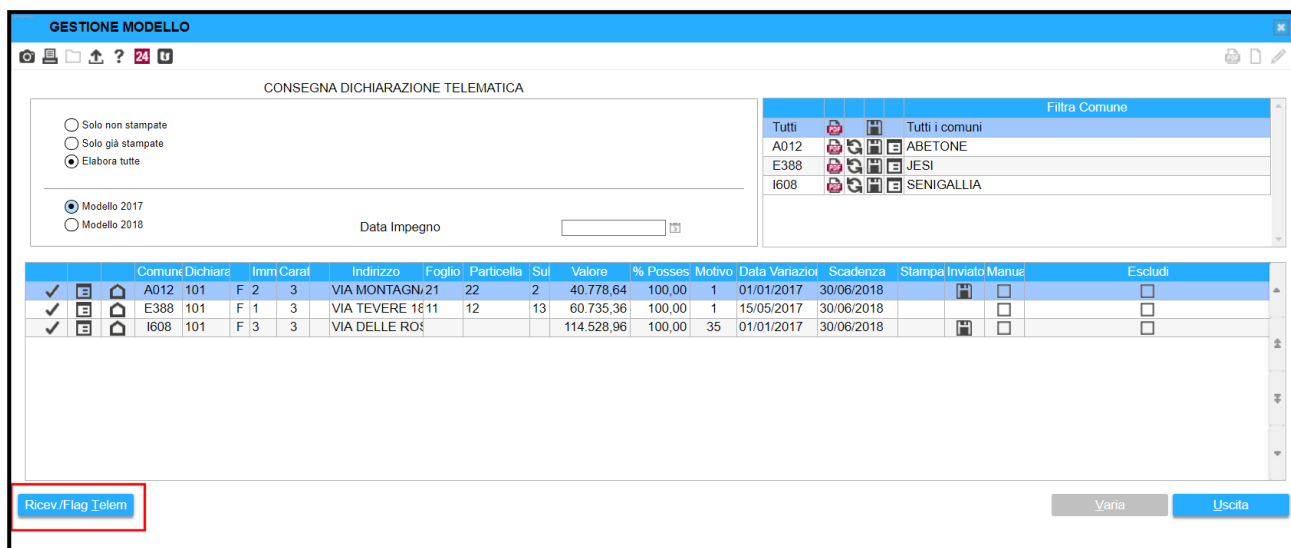 GESTIONE MODELLO
? 24
CONSEGNA DICHIARAZIONE TELEMATICA
Solo non stampate
Solo già stampate
Elabora tutte
Modello 2017
Modello 2018
Data Impegno
Filtra Comune
Tutti PDF Tutti i comuni
A012 PDF ABETONE
E388 PDF JESI
I608 PDF SENIGALLIA
Comune Dichiara Imm Carat Indirizzo Foglio Particella Sul Valore % Posses Motivo Data Variazion Scadenza Stampa Inviato Manua Escludi
A012 101 F 2 3 VIA MONTAGNA 21 22 2 40.778,64 100,00 1 01/01/2017 30/06/2018
E388 101 F 1 3 VIA TEVERE 18 11 12 13 60.735,36 100,00 1 15/05/2017 30/06/2018
I608 101 F 3 3 VIA DELLE ROS 114.528,96 100,00 35 01/01/2017 30/06/2018
Ricev./Flag Telem
Varia
Uscita